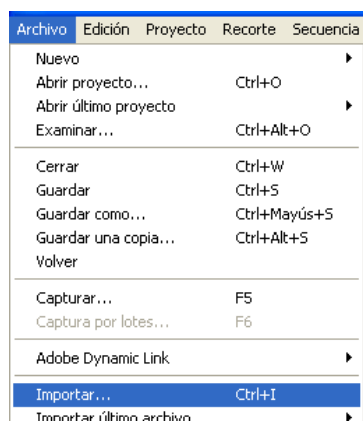 Archivo Edición Proyecto Recorte Secuencia
Nuevo
Abrir proyecto... Ctrl+O
Abrir último proyecto
Examinar... Ctrl+Alt+O
Cerrar Ctrl+W
Guardar Ctrl+S
Guardar como... Ctrl+Mayús+S
Guardar una copia... Ctrl+Alt+S
Volver
Capturar... F5
Captura por lotes... F6
Adobe Dynamic Link
Importar... Ctrl+I
Importar último archivo